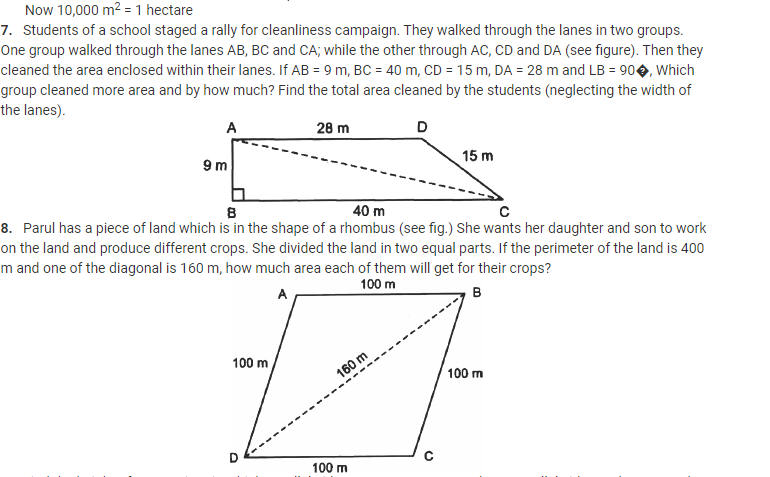 Now 10,000 m² = 1 hectare
7. Students of a school staged a rally for cleanliness campaign. They walked through the lanes in two groups.
One group walked through the lanes AB, BC and CA; while the other through AC, CD and DA (see figure). Then they
cleaned the area enclosed within their lanes. If AB = 9 m, BC = 40 m, CD = 15 m, DA = 28 m and LB = 90�, Which
group cleaned more area and by how much? Find the total area cleaned by the students (neglecting the width of
the lanes).
A 28 m D
15 m
9 m
B 40 m C
8. Parul has a piece of land which is in the shape of a rhombus (see fig.) She wants her daughter and son to work
on the land and produce different crops. She divided the land in two equal parts. If the perimeter of the land is 400
m and one of the diagonal is 160 m, how much area each of them will get for their crops?
100 m
A B
100 m 160 m
100 m
D C
100 m